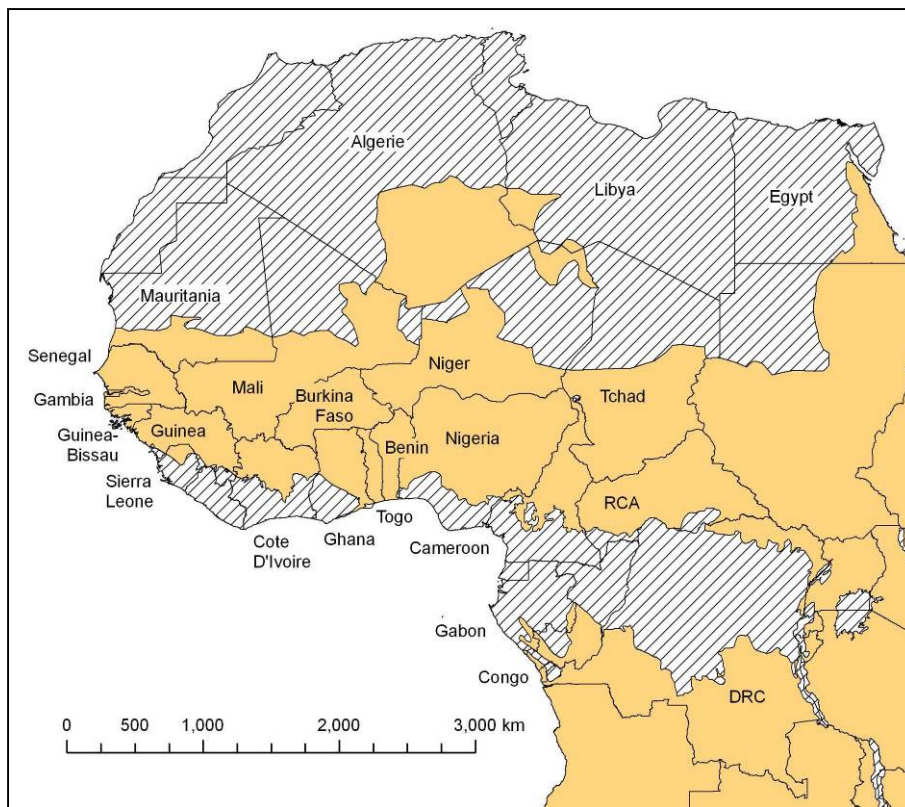 Algerie
Libya
Egypt
Mauritania
Senegal
Mali
Niger
Tchad
Gambia
Burkina
Faso
Guinea-
Bissau
Guinea
Benin
Nigeria
Sierra
Leone
RCA
Cote
D'Ivoire
Ghana
Togo
Cameroon
Gabon
Congo
DRC
0 500 1,000 2,000 3,000 km